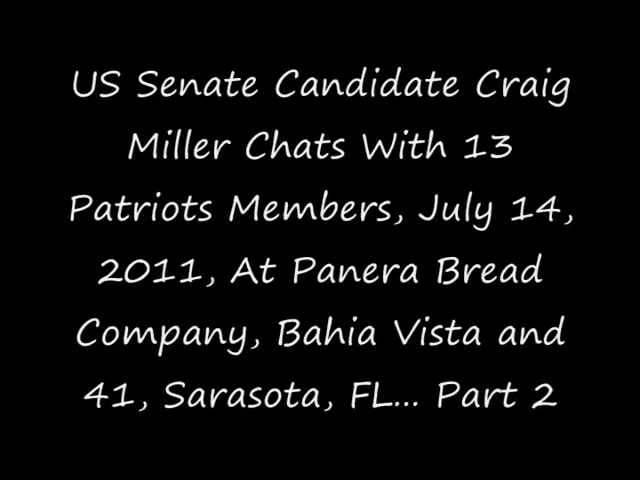 US Senate Candidate Craig
Miller Chats With 13
Patriots Members, July 14,
2011, At Panera Bread
Company, Bahia Vista and
41, Sarasota, FL... Part 2